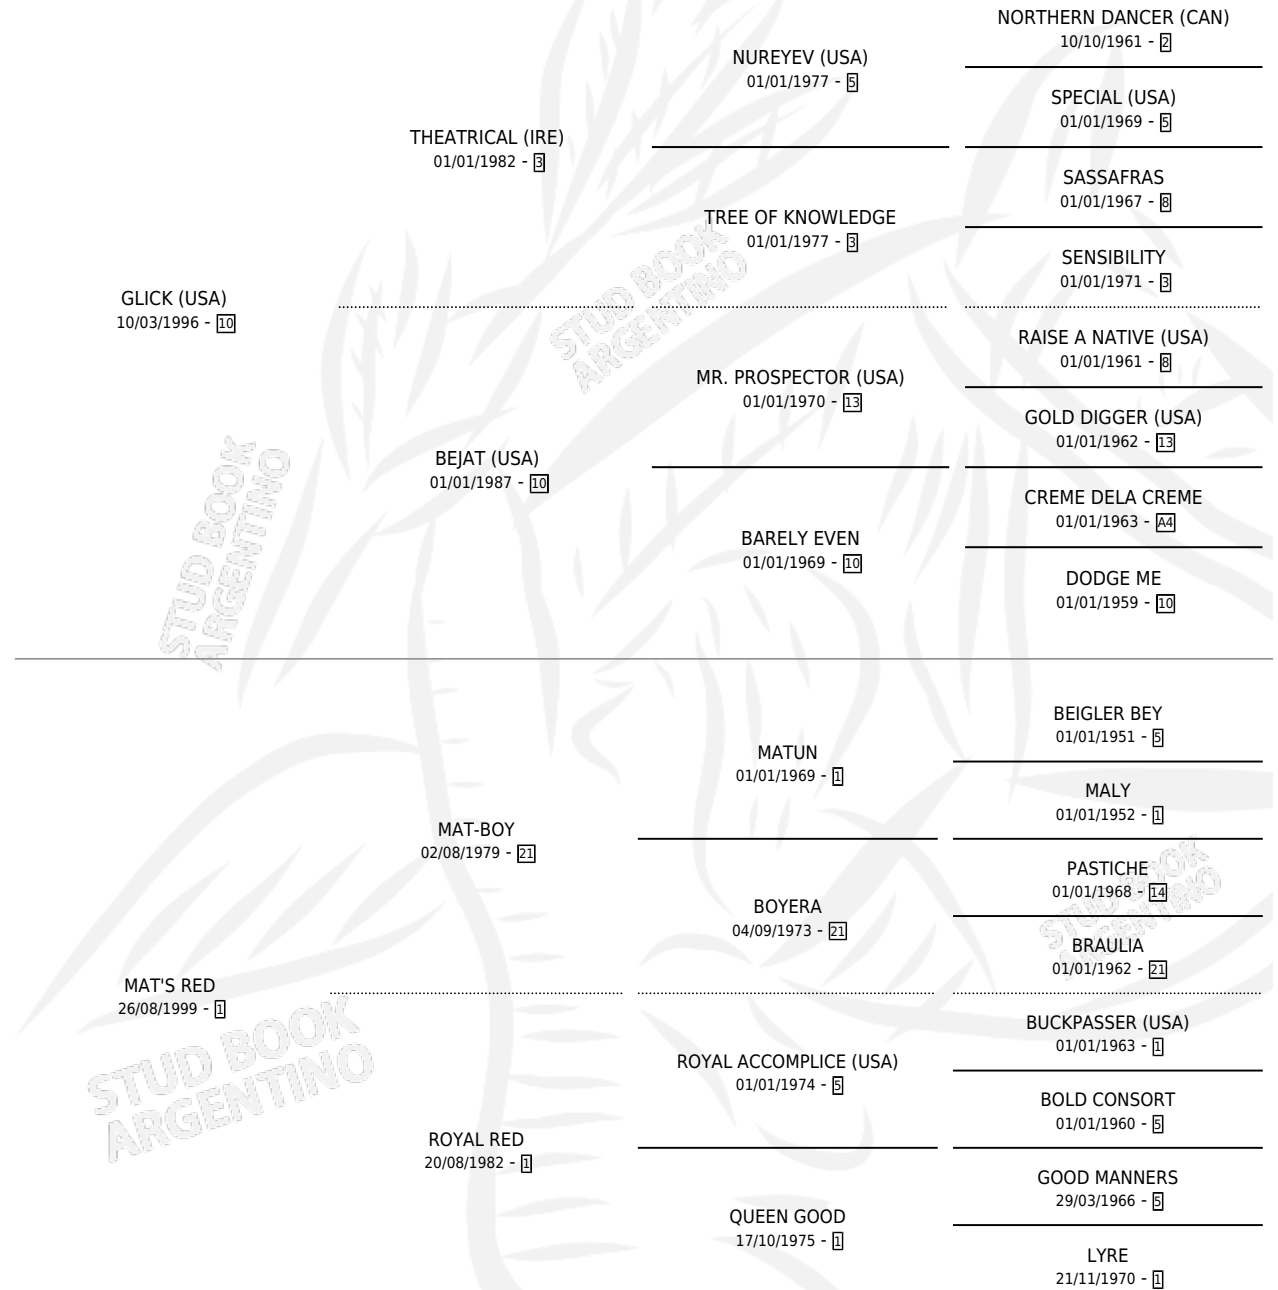 NORTHERN DANCER (CAN)
10/10/1961 - 2
NUREYEV (USA)
01/01/1977 - 5
SPECIAL (USA)
01/01/1969 - 5
THEATRICAL (IRE)
01/01/1982 - 3
SASSAFRAS
01/01/1967 - 8
TREE OF KNOWLEDGE
01/01/1977 - 3
SENSIBILITY
01/01/1971 - 3
GLICK (USA)
10/03/1996 - 10
STUD BOOK
ARGENTINO
RAISE A NATIVE (USA)
01/01/1961 - 8
MR. PROSPECTOR (USA)
01/01/1970 - 13
GOLD DIGGER (USA)
01/01/1962 - 13
BEJAT (USA)
01/01/1987 - 10
CREME DELA CREME
01/01/1963 - A4
BARELY EVEN
01/01/1969 - 10
DODGE ME
01/01/1959 - 10
STUD BOOK
ARGENTINO
BEIGLER BEY
01/01/1951 - 5
MATUN
01/01/1969 - 1
MALY
01/01/1952 - 1
MAT-BOY
02/08/1979 - 21
PASTICHE
01/01/1968 - 14
BOYERA
04/09/1973 - 21
STUD BOOK
ARGENTINO
BRAULIA
01/01/1962 - 21
MAT'S RED
26/08/1999 - 1
STUD BOOK
ARGENTINO
BUCKPASSER (USA)
01/01/1963 - 1
ROYAL ACCOMPLICE (USA)
01/01/1974 - 5
BOLD CONSORT
01/01/1960 - 5
ROYAL RED
20/08/1982 - 1
GOOD MANNERS
29/03/1966 - 5
QUEEN GOOD
17/10/1975 - 1
LYRE
21/11/1970 - 1